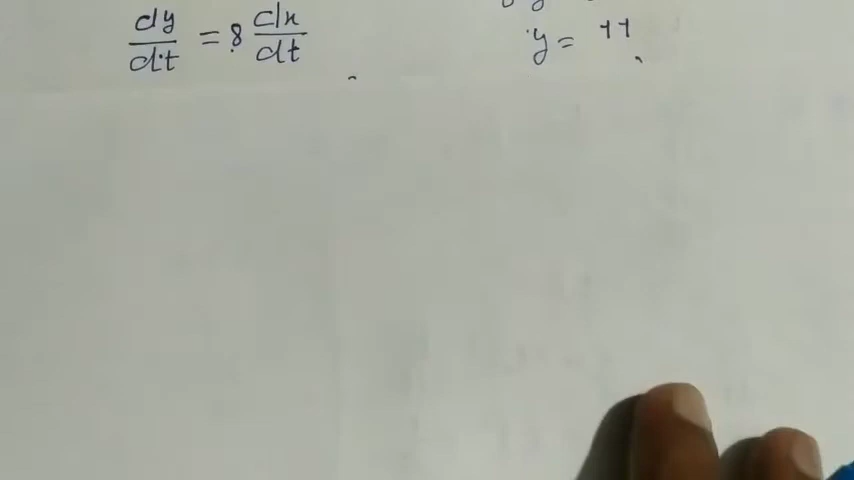 dy/dt = 8 dx/dt
y = 11